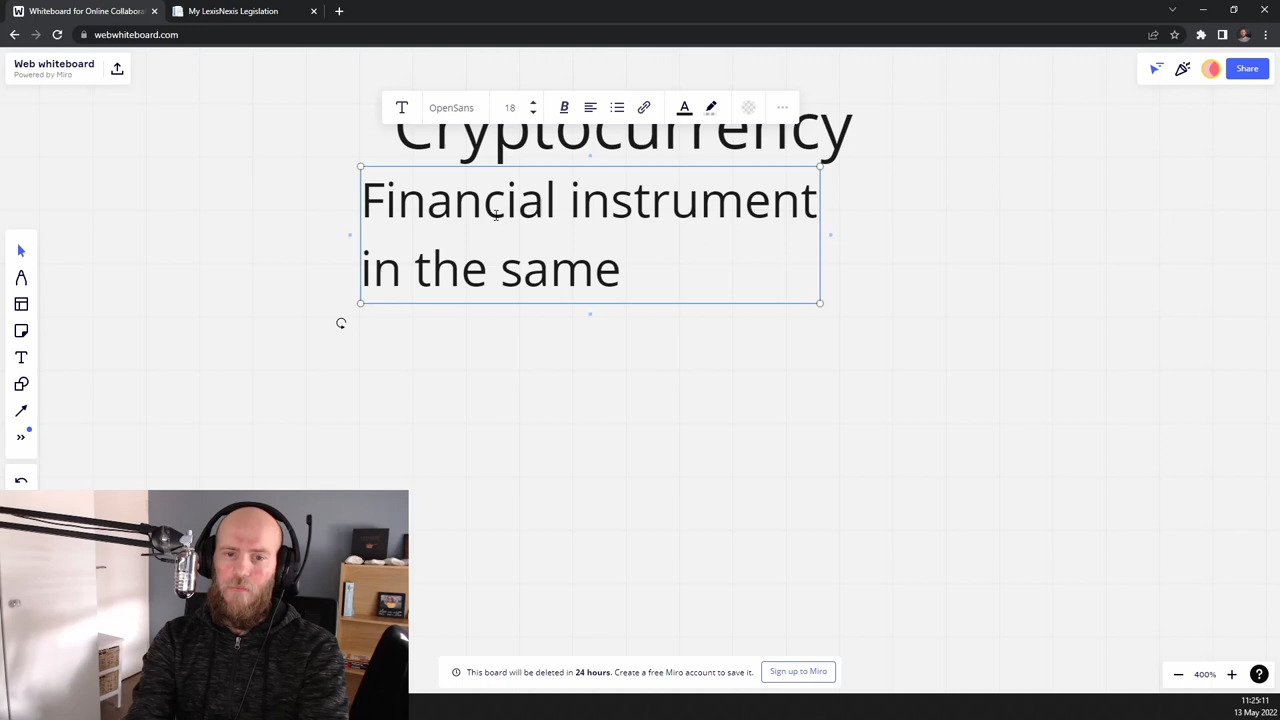 Whiteboard for Online Collabora
My LexisNexis Legislation
webwhiteboard.com
Web whiteboard
Powered by Miro
Share
OpenSans
18
B
A
Cryptocurrency
Financial instrument
in the same
This board will be deleted in 24 hours. Create a free Miro account to save it.
Sign up to Miro
400%
11:25:11
13 May 2022